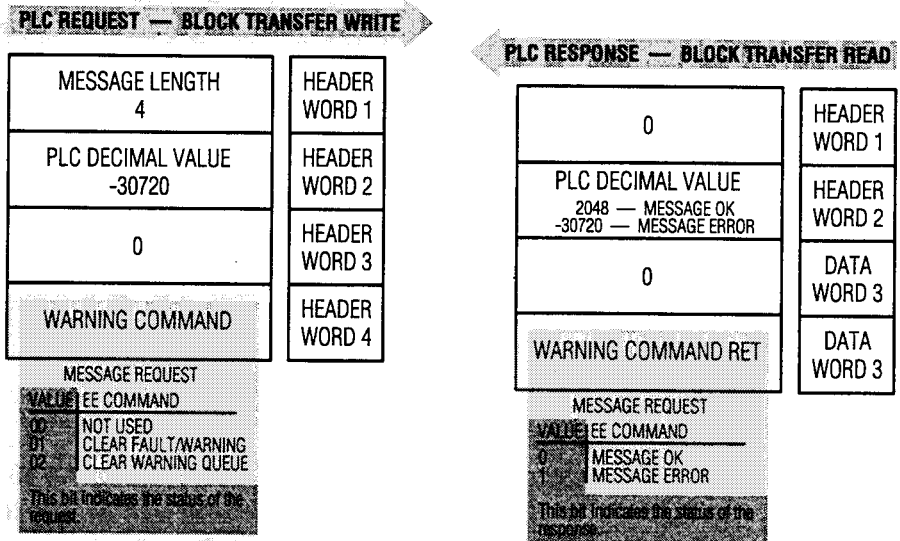 PLC REQUEST — BLOCK TRANSFER WRITE
MESSAGE LENGTH
4
HEADER
WORD 1
PLC DECIMAL VALUE
-30720
HEADER
WORD 2
0
HEADER
WORD 3
WARNING COMMAND
HEADER
WORD 4
MESSAGE REQUEST
VALUE EE COMMAND
00 NOT USED
01 CLEAR FAULT/WARNING
02 CLEAR WARNING QUEUE
This bit indicates the status of the
request.
PLC RESPONSE — BLOCK TRANSFER READ
0
HEADER
WORD 1
PLC DECIMAL VALUE
2048 — MESSAGE OK
-30720 — MESSAGE ERROR
HEADER
WORD 2
0
DATA
WORD 3
WARNING COMMAND RET
DATA
WORD 3
MESSAGE REQUEST
VALUE EE COMMAND
0 MESSAGE OK
1 MESSAGE ERROR
This bit indicates the status of the
response.